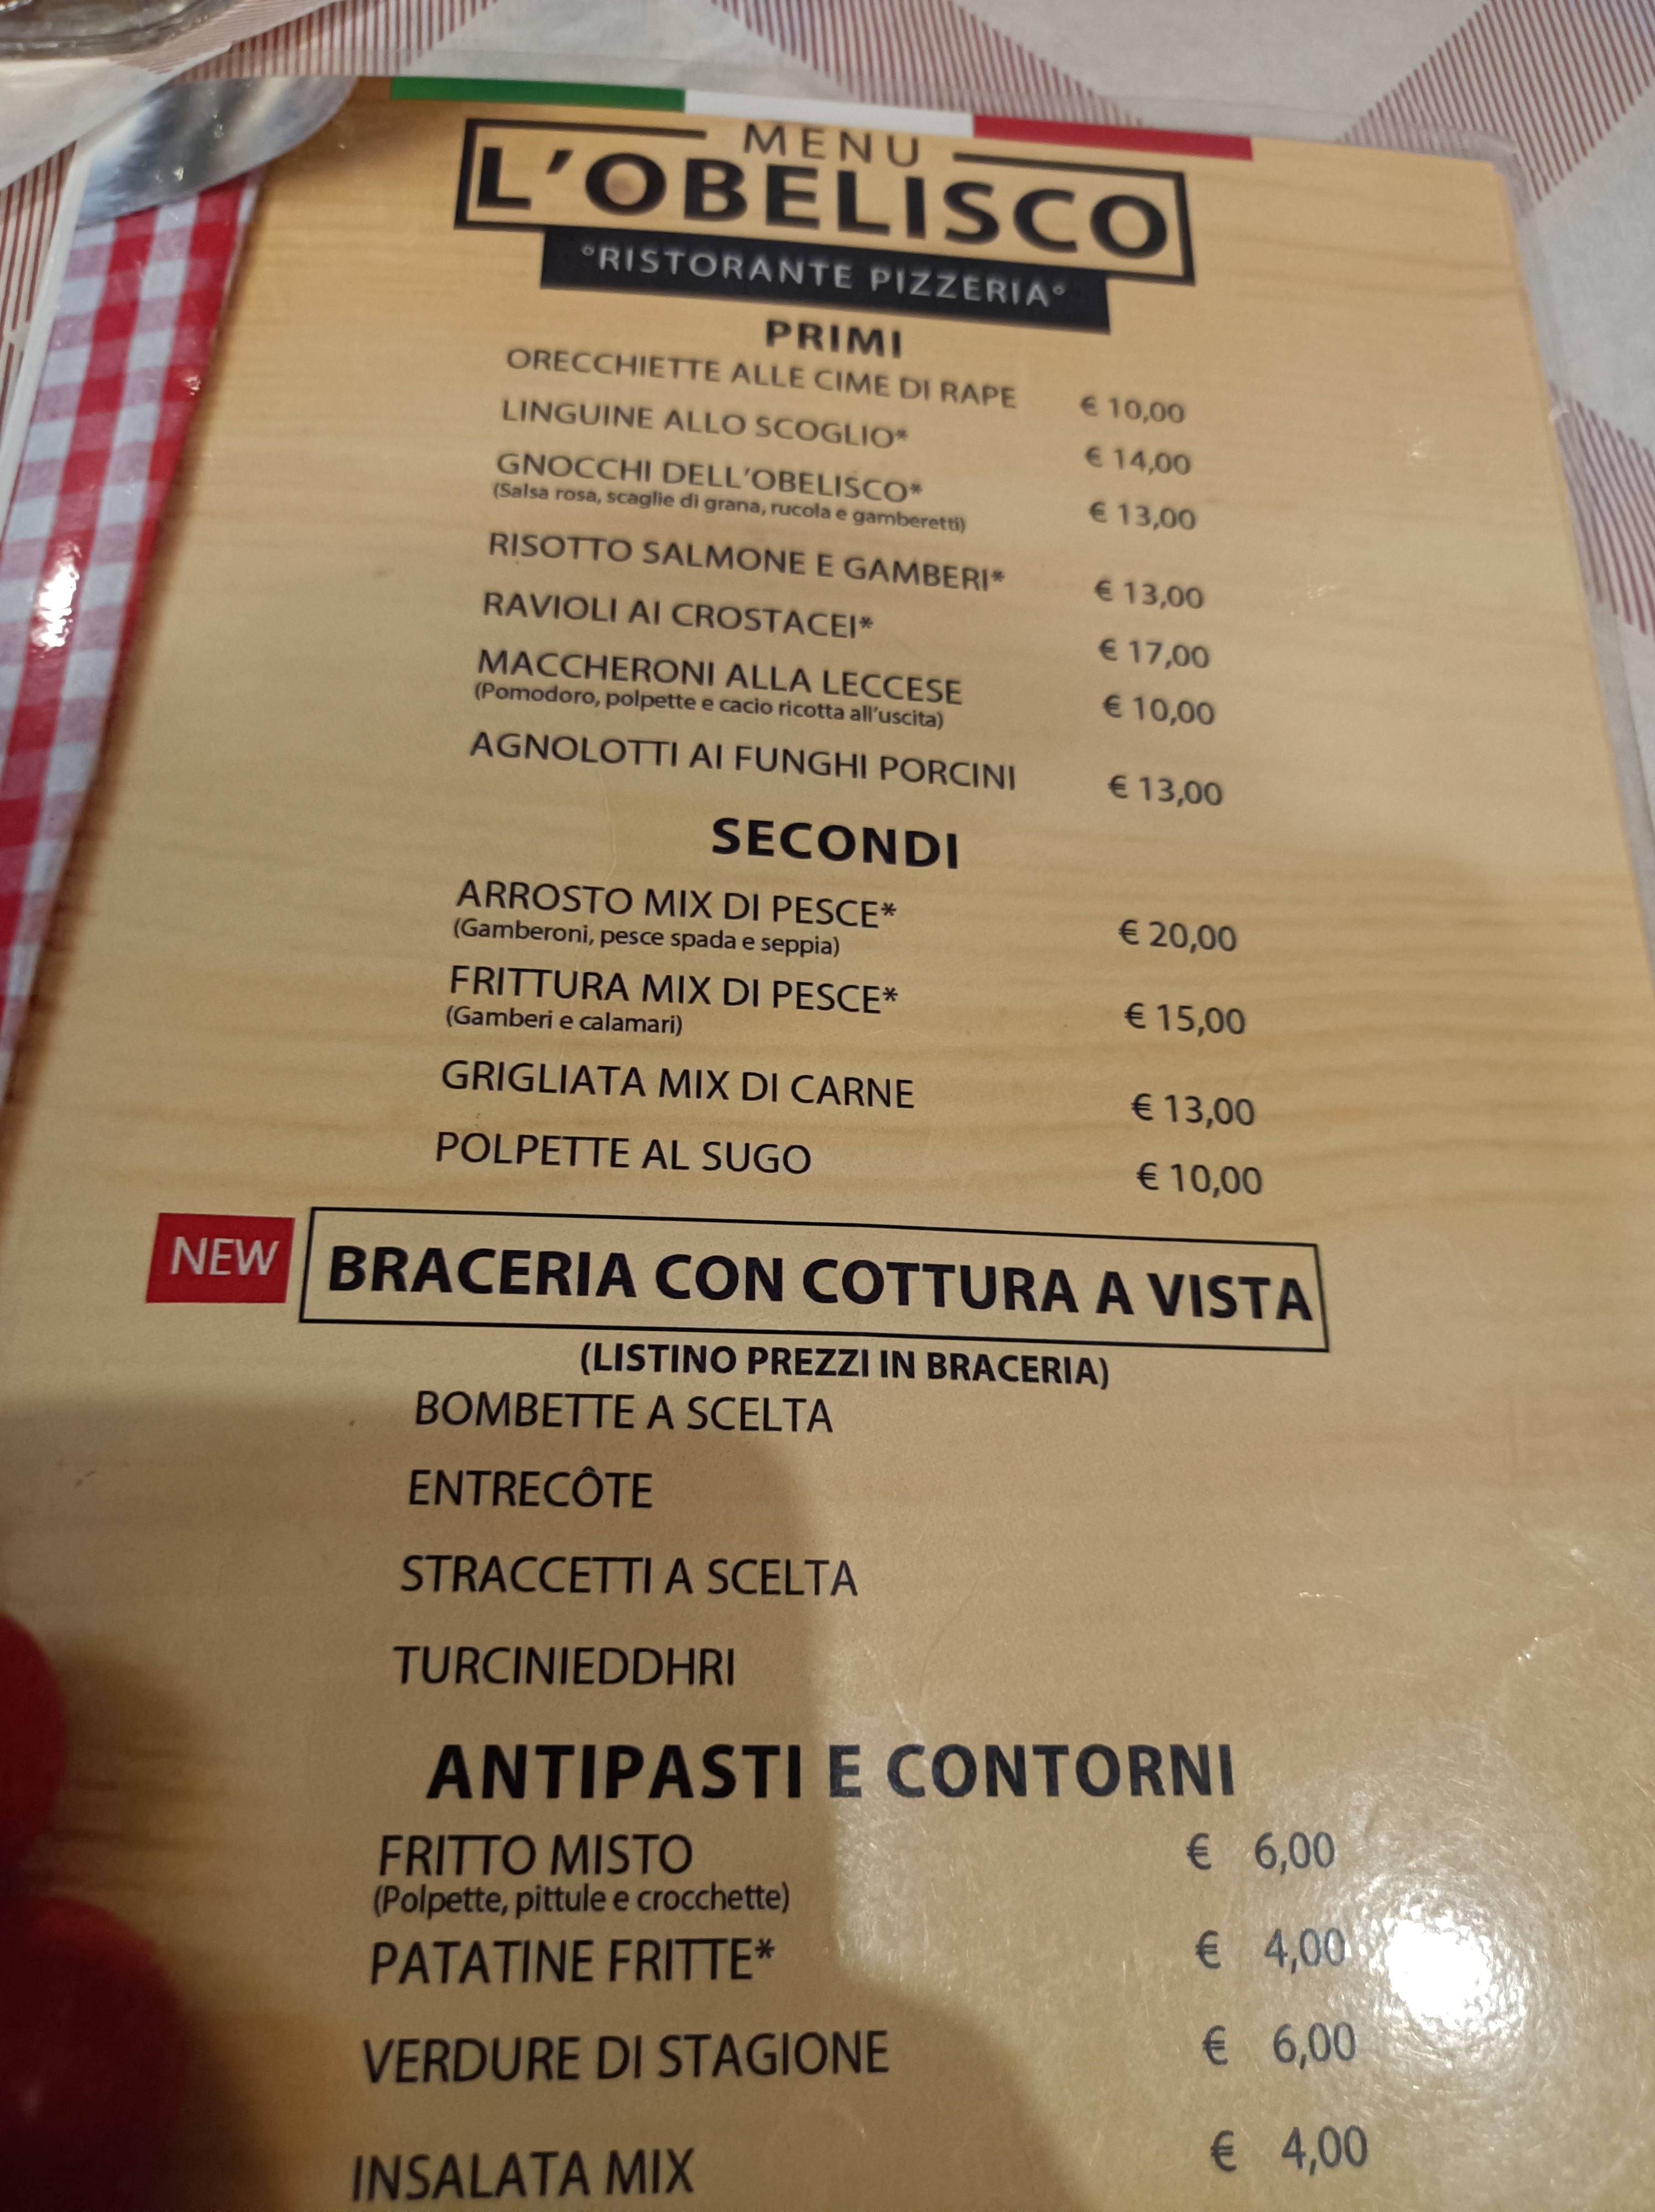 MENU
L'OBELISCO
°RISTORANTE PIZZERIA°
PRIMI
ORECCHIETTE ALLE CIME DI RAPE € 10,00
LINGUINE ALLO SCOGLIO* € 14,00
GNOCCHI DELL'OBELISCO* € 13,00
(Salsa rosa, scaglie di grana, rucola e gamberetti)
RISOTTO SALMONE E GAMBERI* € 13,00
RAVIOLI AI CROSTACEI* € 17,00
MACCHERONI ALLA LECCESE € 10,00
(Pomodoro, polpette e cacio ricotta all'uscita)
AGNOLOTTI AI FUNGHI PORCINI € 13,00
SECONDI
ARROSTO MIX DI PESCE* € 20,00
(Gamberoni, pesce spada e seppia)
FRITTURA MIX DI PESCE* € 15,00
(Gamberi e calamari)
GRIGLIATA MIX DI CARNE € 13,00
POLPETTE AL SUGO € 10,00
NEW BRACERIA CON COTTURA A VISTA
(LISTINO PREZZI IN BRACERIA)
BOMBETTE A SCELTA
ENTRECÔTE
STRACCETTI A SCELTA
TURCINIEDDHRI
ANTIPASTI E CONTORNI
FRITTO MISTO € 6,00
(Polpette, pittule e crocchette)
PATATINE FRITTE* € 4,00
VERDURE DI STAGIONE € 6,00
INSALATA MIX € 4,00